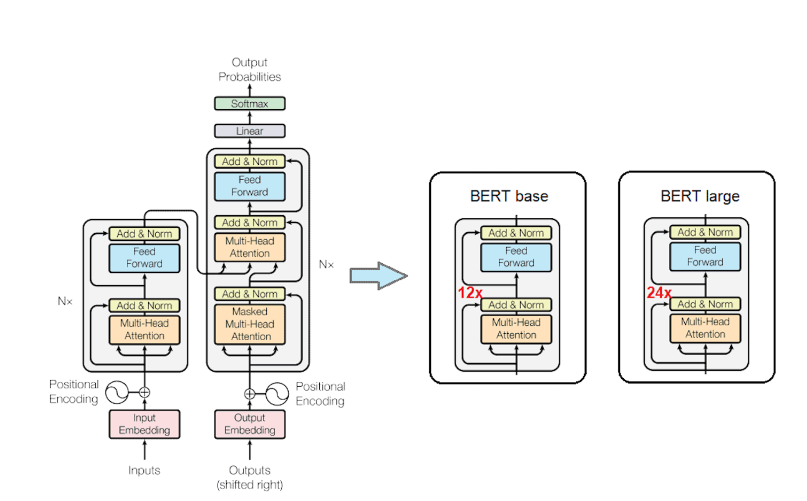 Output
Probabilities
Softmax
Linear
Add & Norm
Feed
Forward
Add & Norm
Multi-Head
Attention
Add & Norm
Masked
Multi-Head
Attention
N×
Positional
Encoding
Output
Embedding
Outputs
(shifted right)
Add & Norm
Feed
Forward
N×
Add & Norm
Multi-Head
Attention
Positional
Encoding
Input
Embedding
Inputs
BERT base
Add & Norm
Feed
Forward
12x
Add & Norm
Multi-Head
Attention
BERT large
Add & Norm
Feed
Forward
24x
Add & Norm
Multi-Head
Attention